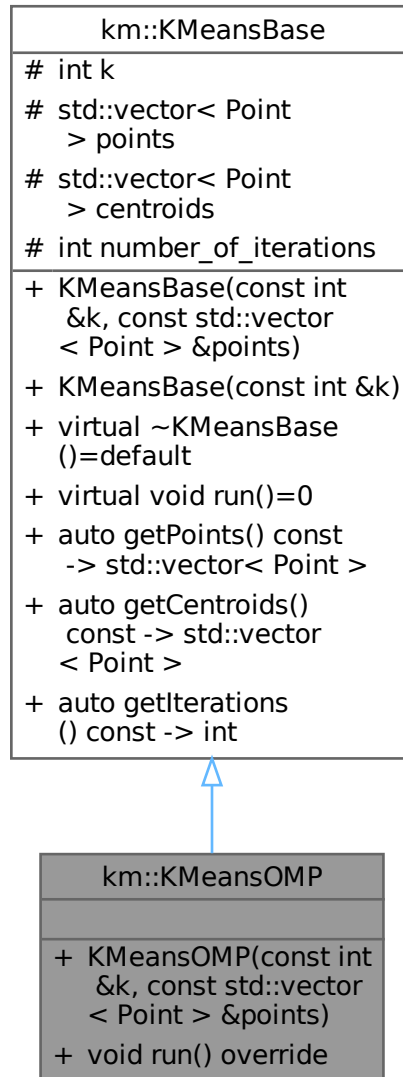 km::KMeansBase
# int k
# std::vector< Point
> points
# std::vector< Point
> centroids
# int number_of_iterations
+ KMeansBase(const int
&k, const std::vector
< Point > &points)
+ KMeansBase(const int &k)
+ virtual ~KMeansBase
()=default
+ virtual void run()=0
+ auto getPoints() const
-> std::vector< Point >
+ auto getCentroids()
const -> std::vector
< Point >
+ auto getIterations
() const -> int
km::KMeansOMP
+ KMeansOMP(const int
&k, const std::vector
< Point > &points)
+ void run() override